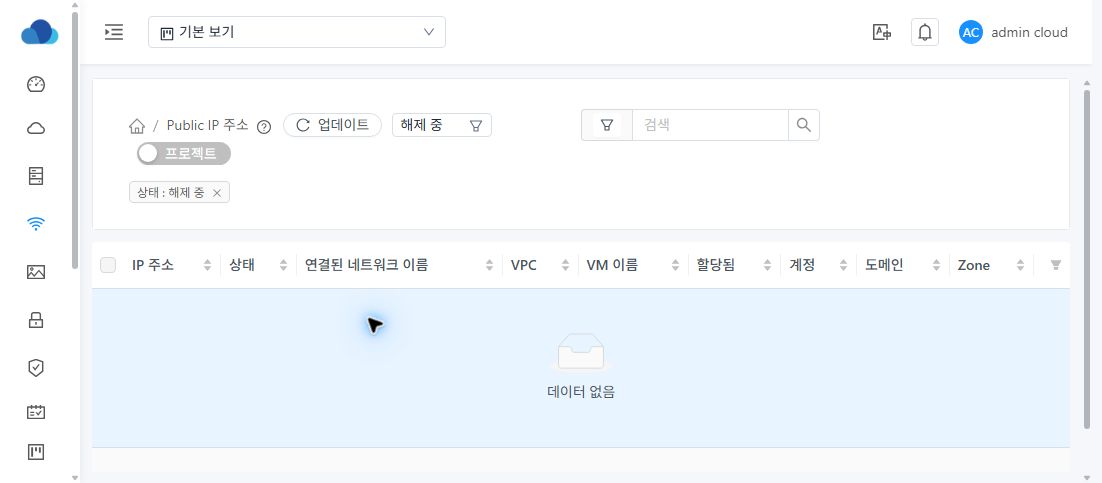 기본 보기
admin cloud
AC
/ Public IP 주소 업데이트 해제 중 검색
프로젝트
상태 : 해제 중
IP 주소 상태 연결된 네트워크 이름 VPC VM 이름 할당됨 계정 도메인 Zone
데이터 없음